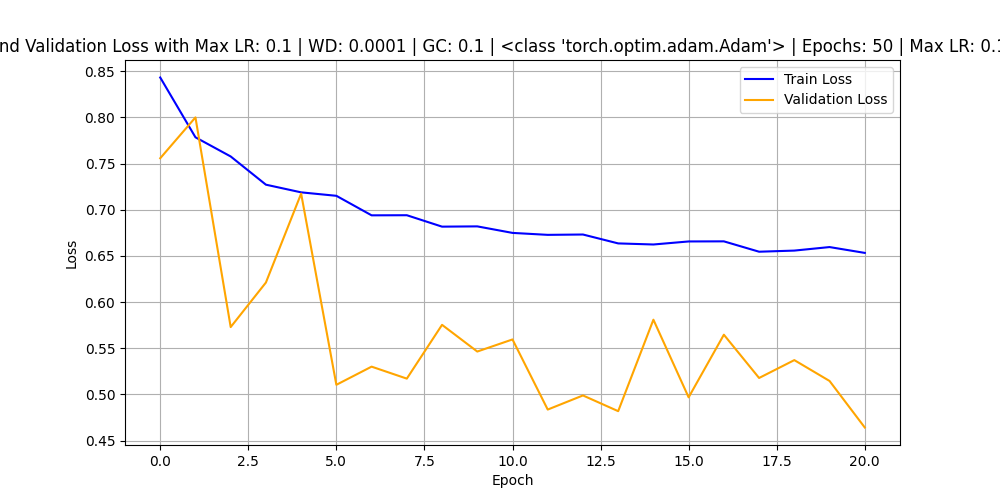 nd Validation Loss with Max LR: 0.1 | WD: 0.0001 | GC: 0.1 | <class 'torch.optim.adam.Adam'> | Epochs: 50 | Max LR: 0.1
Train Loss
Validation Loss
0.85
0.80
0.75
0.70
0.65
0.60
0.55
0.50
0.45
Loss
0.0 2.5 5.0 7.5 10.0 12.5 15.0 17.5 20.0
Epoch